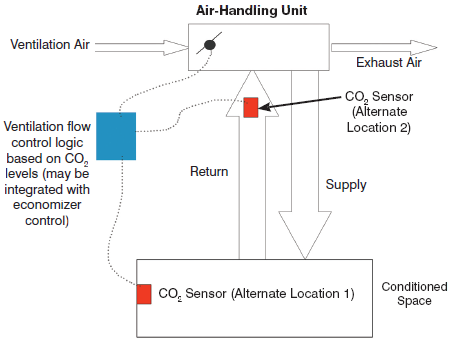 Air-Handling Unit
Ventilation Air
Exhaust Air
CO₂ Sensor
(Alternate
Location 2)
Ventilation flow
control logic
based on CO₂
levels (may be
integrated with
economizer
control)
Return
Supply
CO₂ Sensor (Alternate Location 1)
Conditioned
Space